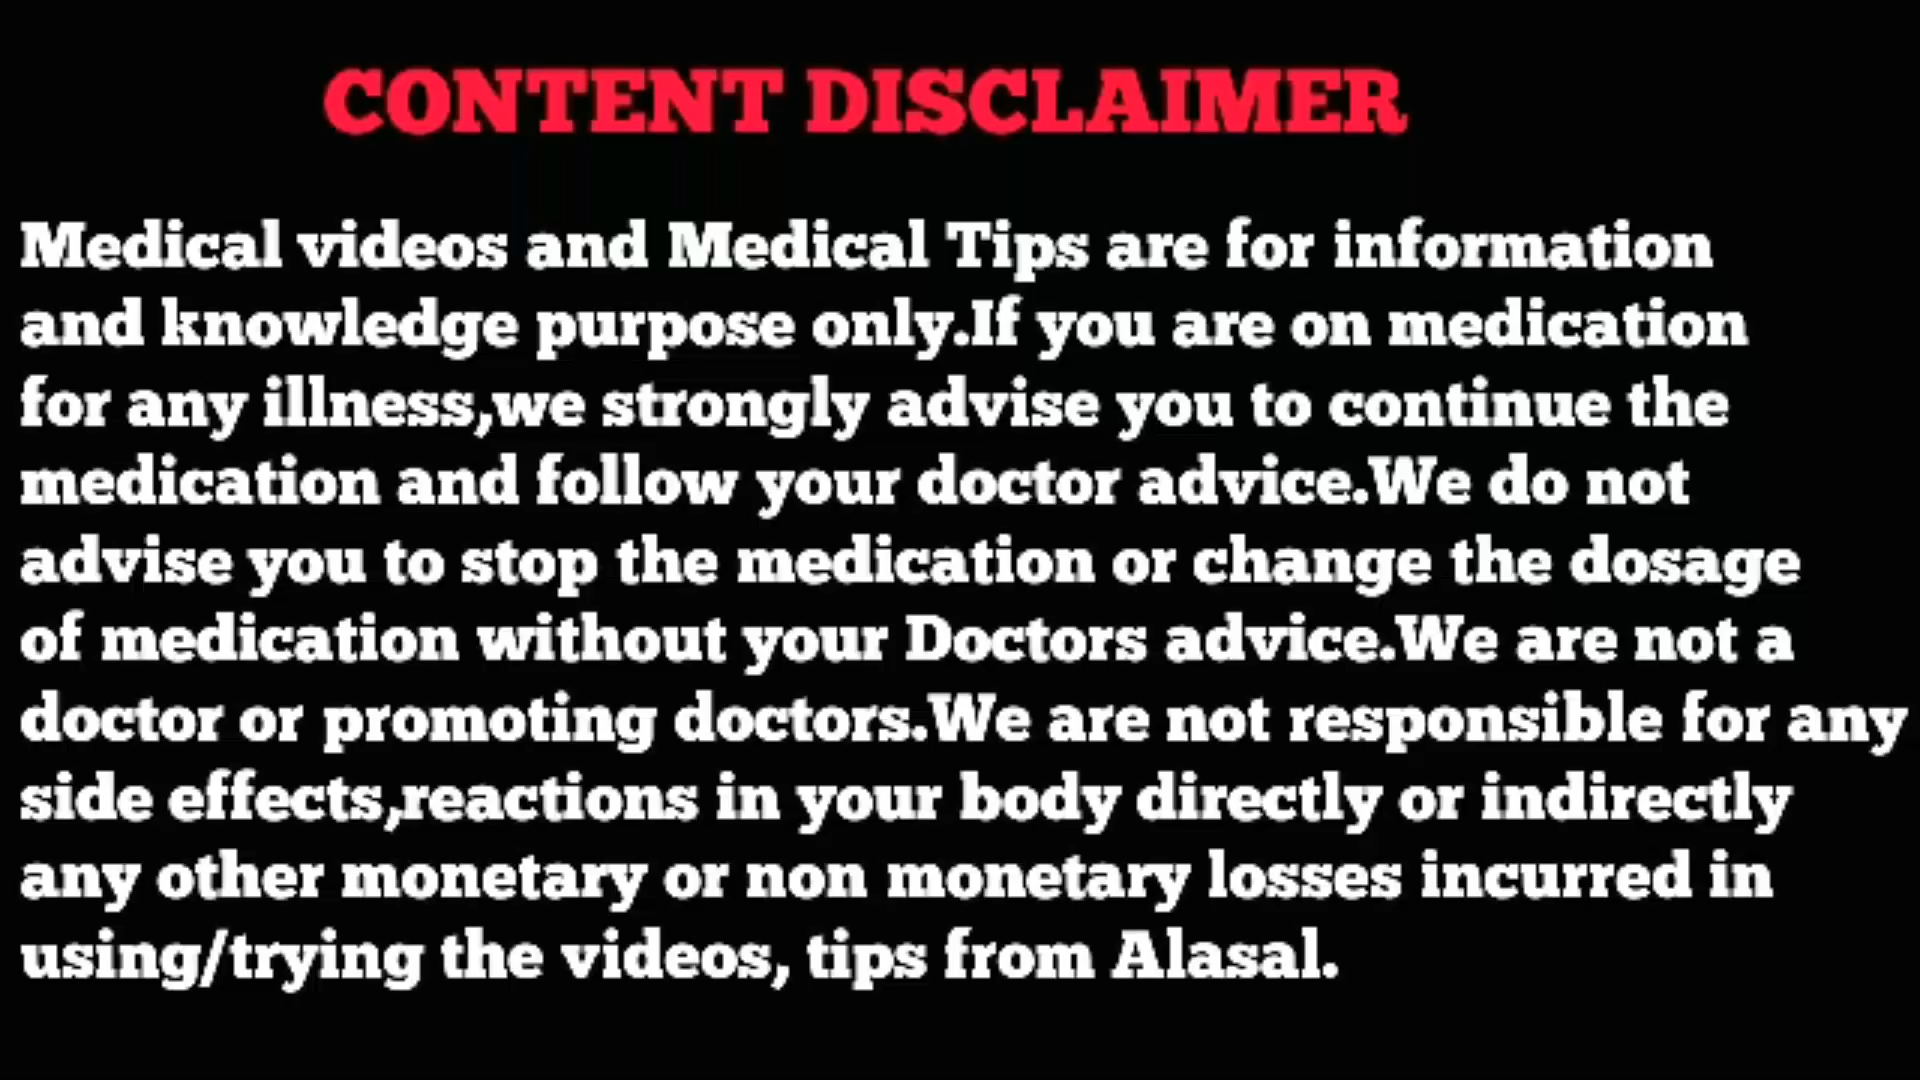 CONTENT DISCLAIMER
Medical videos and Medical Tips are for information
and knowledge purpose only.If you are on medication
for any illness,we strongly advise you to continue the
medication and follow your doctor advice.We do not
advise you to stop the medication or change the dosage
of medication without your Doctors advice.We are not a
doctor or promoting doctors.We are not responsible for any
side effects,reactions in your body directly or indirectly
any other monetary or non monetary losses incurred in
using/trying the videos, tips from Alasal.